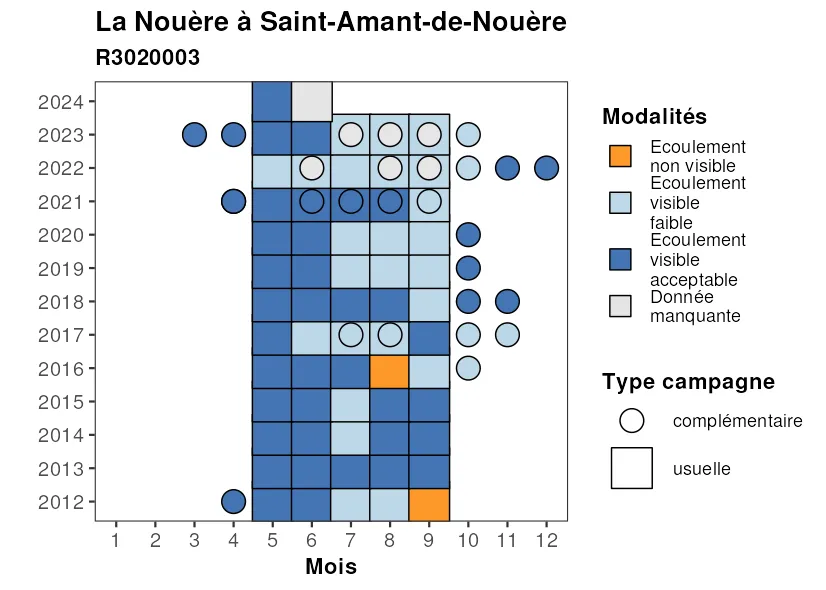 La Nouère à Saint-Amant-de-Nouère
R3020003
2024
2023
2022
2021
2020
2019
2018
2017
2016
2015
2014
2013
2012
1 2 3 4 5 6 7 8 9 10 11 12
Mois
Modalités
Ecoulement
non visible
Ecoulement
visible
faible
Ecoulement
visible
acceptable
Donnée
manquante
Type campagne
complémentaire
usuelle